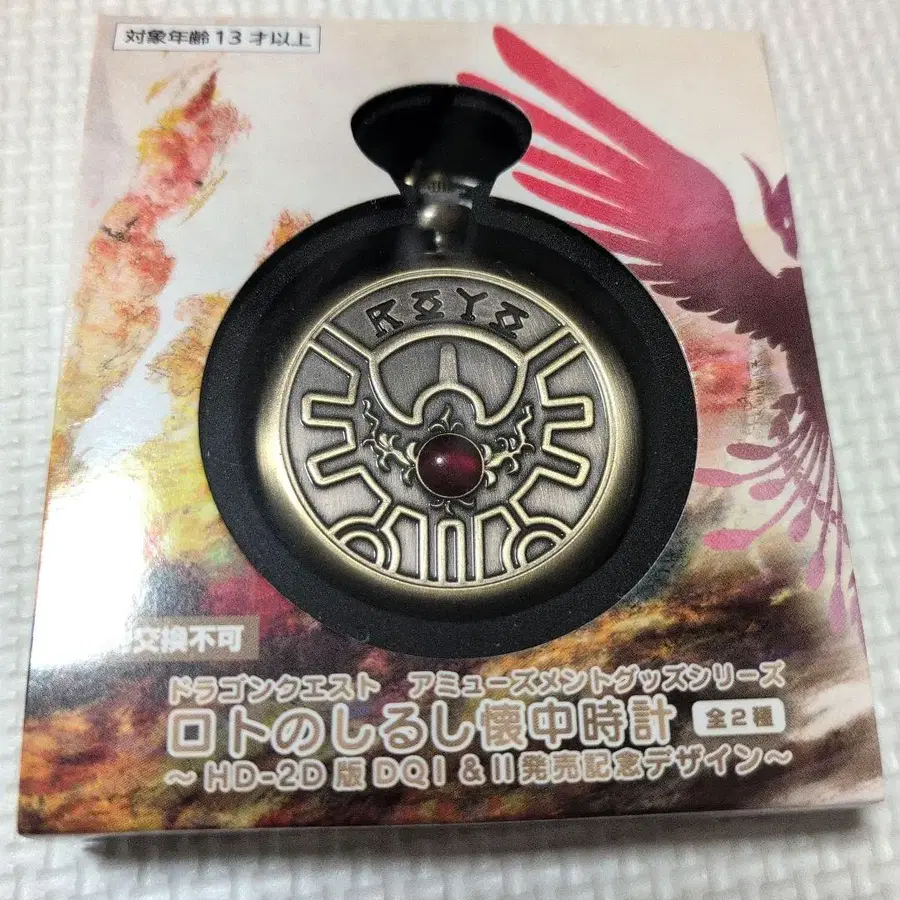 対象年齢13才以上
ROYO
交換不可
ドラゴンクエスト アミューズメントグッズシリーズ
ロトのしるし懐中時計 全2種
～HD-2D版DQI&II発売記念デザイン～